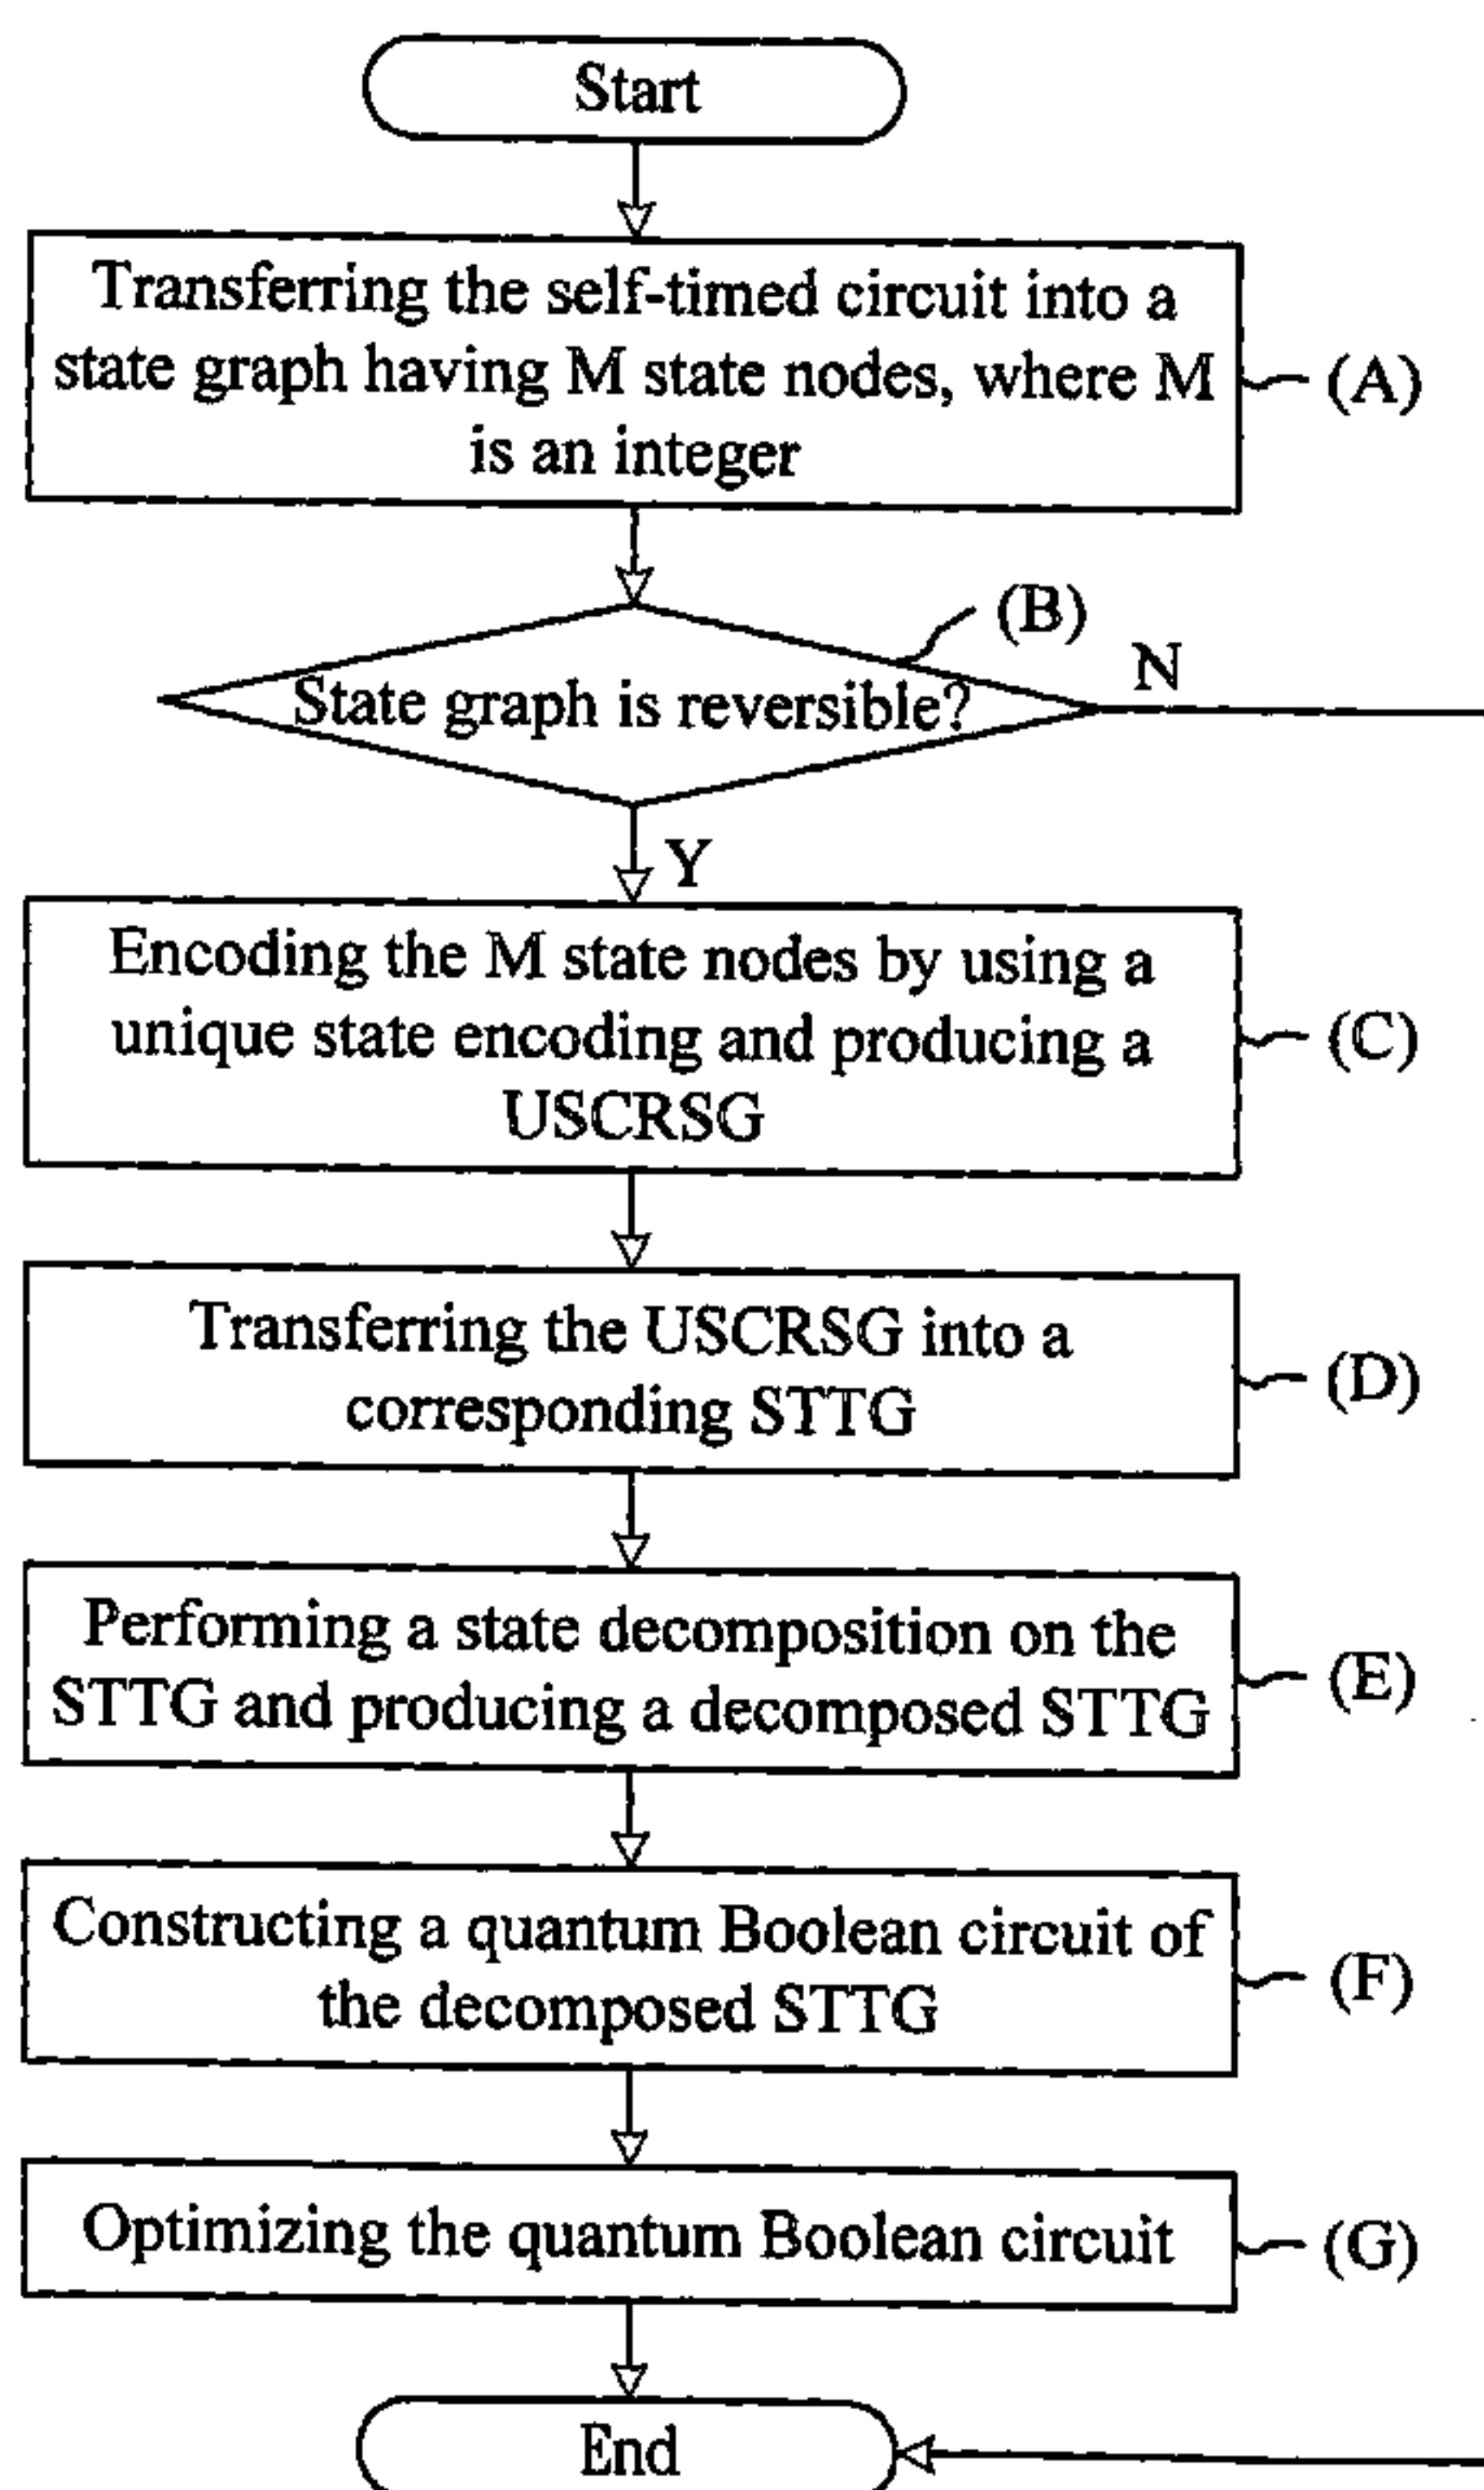 Start
Transferring the self-timed circuit into a
state graph having M state nodes, where M
is an integer
(A)
(B)
State graph is reversible?
N
Y
Encoding the M state nodes by using a
unique state encoding and producing a
USCRSG
(C)
Transferring the USCRSG into a
corresponding STTG
(D)
Performing a state decomposition on the
STTG and producing a decomposed STTG
(E)
Constructing a quantum Boolean circuit of
the decomposed STTG
(F)
Optimizing the quantum Boolean circuit
(G)
End